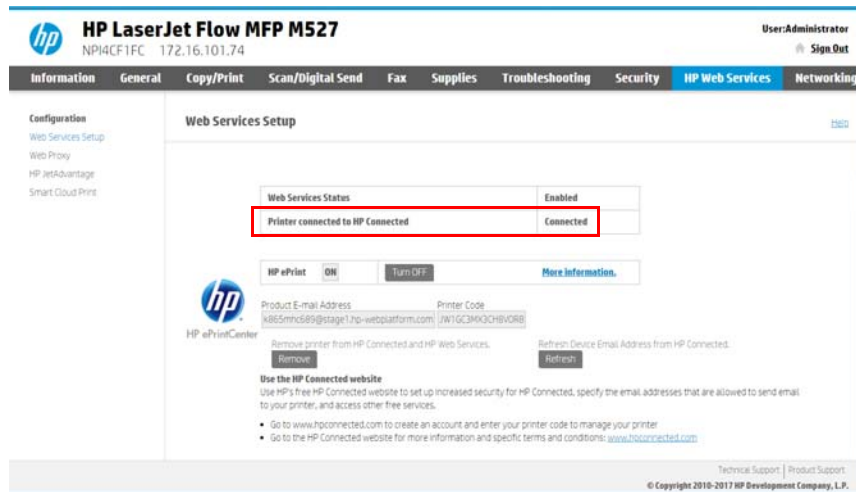 hp HP LaserJet Flow MFP M527
NPI4CF1FC 172.16.101.74
User:Administrator
Sign Out
Information General Copy/Print Scan/Digital Send Fax Supplies Troubleshooting Security HP Web Services Networking
Configuration
Web Services Setup
Web Proxy
HP JetAdvantage
Smart Cloud Print
Web Services Setup
Help
Web Services Status Enabled
Printer connected to HP Connected Connected
HP ePrint ON Turn OFF More information.
hp
HP ePrintCenter
Product E-mail Address Printer Code
k865mhc689@stage1.hp-webplatform.com
Remove printer from HP Connected and HP Web Services. Refresh Device Email Address from HP Connected.
Remove Refresh
Use the HP Connected website
Use HP's free HP Connected website to set up increased security for HP Connected, specify the email addresses that are allowed to send email
to your printer, and access other free services.
• Go to www.hpconnected.com to create an account and enter your printer code to manage your printer
• Go to the HP Connected website for more information and specific terms and conditions: www.hpconnected.com
Technical Support | Product Support
© Copyright 2010-2017 HP Development Company, L.P.